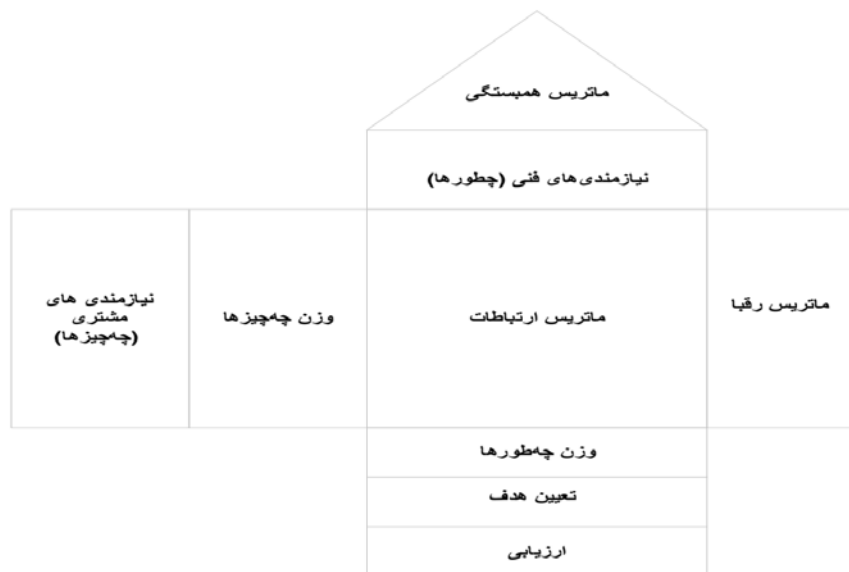 ماتریس همبستگی
نیازمندی‌های فنی (چطورها)
نیازمندی های
مشتری
(چه‌چیزها)
وزن چه‌چیزها
ماتریس ارتباطات
ماتریس رقبا
وزن چه‌طورها
تعیین هدف
ارزیابی